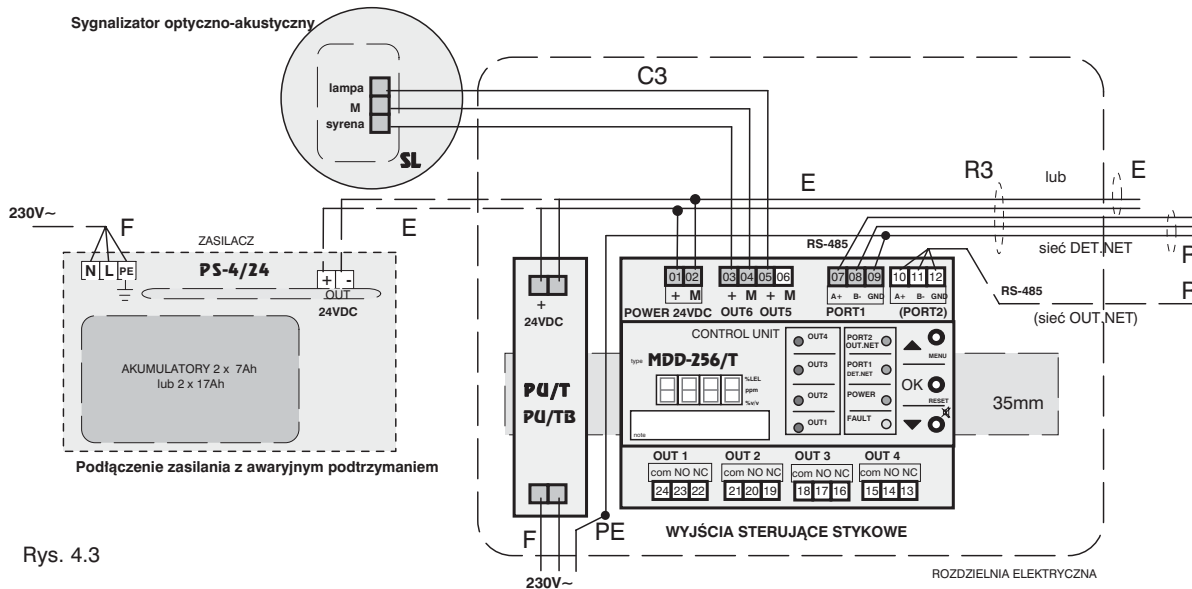 Sygnalizator optyczno-akustyczny
lampa
M
syrena
SL
C3
R3
lub
E
E
E
230V~
F
ZASILACZ
N L PE
PS-4/24
+ -
OUT
24VDC
AKUMULATORY 2 x 7Ah
lub 2 x 17Ah
Podłączenie zasilania z awaryjnym podtrzymaniem
+
24VDC
PU/T
PU/TB
F
PE
230V~
RS-485
sieć DET.NET
RS-485
(sieć OUT.NET)
01 02 03 04 05 06 07 08 09 10 11 12
+ M + M + M A+ B- GND A+ B- GND
POWER 24VDC OUT6 OUT5 PORT1 (PORT2)
CONTROL UNIT
type MDD-256/T
%LEL
ppm
%v/v
note
OUT4
OUT3
OUT2
OUT1
PORT2
OUT.NET
PORT1
DET.NET
POWER
FAULT
MENU
OK
RESET
35mm
OUT 1 OUT 2 OUT 3 OUT 4
com NO NC com NO NC com NO NC com NO NC
24 23 22 21 20 19 18 17 16 15 14 13
WYJŚCIA STERUJĄCE STYKOWE
ROZDZIELNIA ELEKTRYCZNA
Rys. 4.3